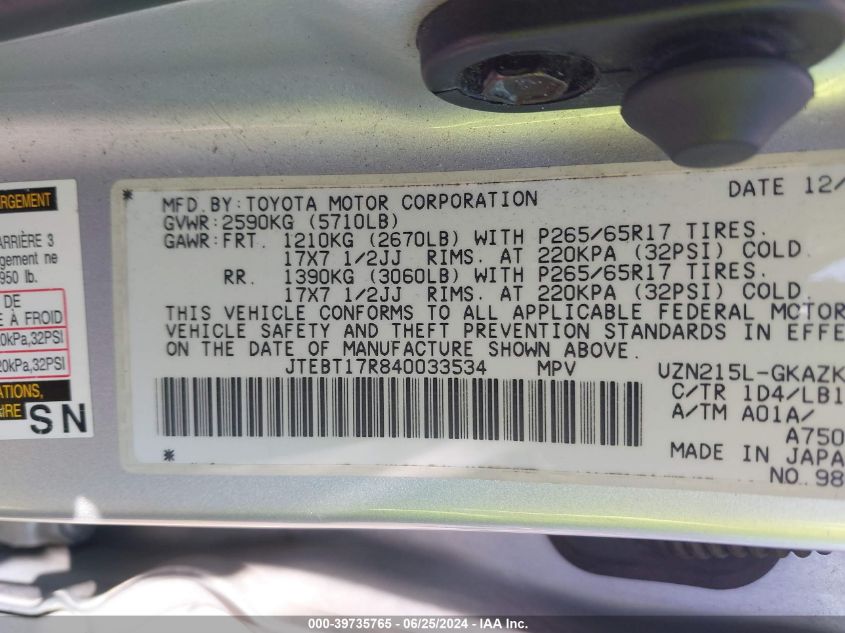 ERGEMENT
ARRIÈRE 3
gement ne
950 lb.
DE
E À FROID
0kPa,32PSI
20kPa,32PSI
ONS,
IRE
SN
* MFD. BY: TOYOTA MOTOR CORPORATION DATE 12/
GVWR: 2590KG (5710LB)
GAWR: FRT. 1210KG (2670LB) WITH P265/65R17 TIRES.
17X7 1/2JJ RIMS. AT 220KPA (32PSI) COLD.
RR. 1390KG (3060LB) WITH P265/65R17 TIRES.
17X7 1/2JJ RIMS. AT 220KPA (32PSI) COLD.
THIS VEHICLE CONFORMS TO ALL APPLICABLE FEDERAL MOTOR
VEHICLE SAFETY AND THEFT PREVENTION STANDARDS IN EFFE
ON THE DATE OF MANUFACTURE SHOWN ABOVE.
JTEBT17R840033534 MPV UZN215L-GKAZK
C/TR 1D4/LB1
A/TM A01A/
A750
MADE IN JAPA
* NO. 98
000-39735765 - 06/25/2024 - IAA Inc.